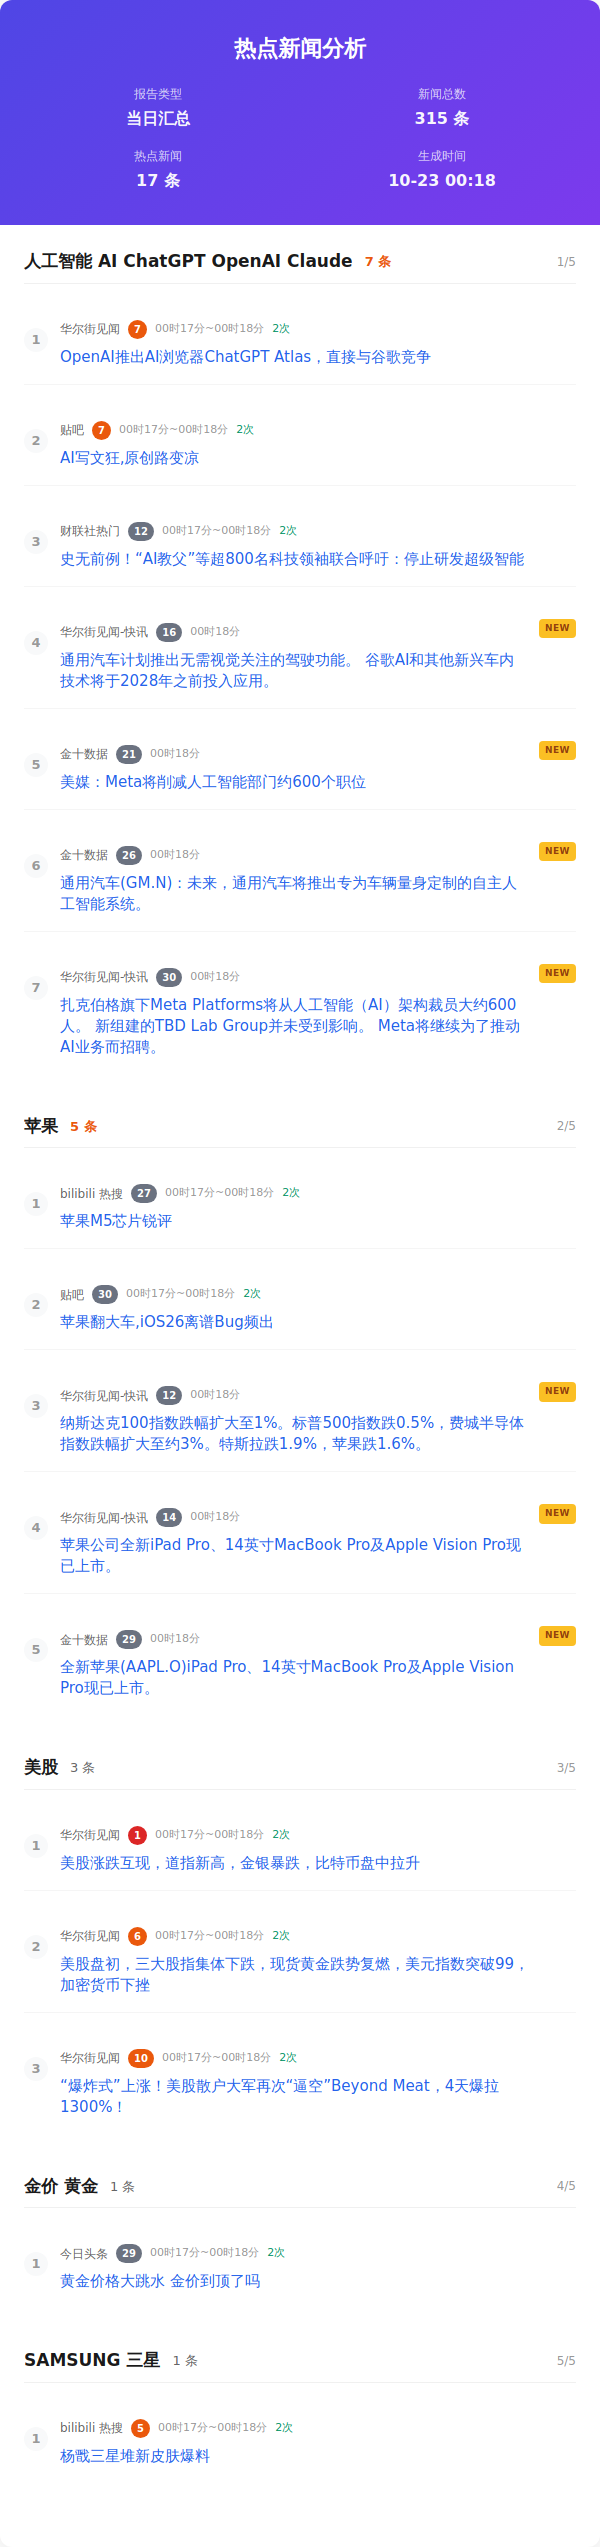 热点新闻分析
报告类型
新闻总数
当日汇总
315 条
热点新闻
生成时间
17 条
10-23 00:18
人工智能 AI ChatGPT OpenAI Claude 7 条 1/5
1
华尔街见闻 7 00时17分~00时18分 2次
OpenAI推出AI浏览器ChatGPT Atlas，直接与谷歌竞争
2
贴吧 7 00时17分~00时18分 2次
AI写文狂,原创路变凉
3
财联社热门 12 00时17分~00时18分 2次
史无前例！“AI教父”等超800名科技领袖联合呼吁：停止研发超级智能
4
华尔街见闻-快讯 16 00时18分 NEW
通用汽车计划推出无需视觉关注的驾驶功能。 谷歌AI和其他新兴车内
技术将于2028年之前投入应用。
5
金十数据 21 00时18分 NEW
美媒：Meta将削减人工智能部门约600个职位
6
金十数据 26 00时18分 NEW
通用汽车(GM.N)：未来，通用汽车将推出专为车辆量身定制的自主人
工智能系统。
7
华尔街见闻-快讯 30 00时18分 NEW
扎克伯格旗下Meta Platforms将从人工智能（AI）架构裁员大约600
人。 新组建的TBD Lab Group并未受到影响。 Meta将继续为了推动
AI业务而招聘。
苹果 5 条 2/5
1
bilibili 热搜 27 00时17分~00时18分 2次
苹果M5芯片锐评
2
贴吧 30 00时17分~00时18分 2次
苹果翻大车,iOS26离谱Bug频出
3
华尔街见闻-快讯 12 00时18分 NEW
纳斯达克100指数跌幅扩大至1%。标普500指数跌0.5%，费城半导体
指数跌幅扩大至约3%。特斯拉跌1.9%，苹果跌1.6%。
4
华尔街见闻-快讯 14 00时18分 NEW
苹果公司全新iPad Pro、14英寸MacBook Pro及Apple Vision Pro现
已上市。
5
金十数据 29 00时18分 NEW
全新苹果(AAPL.O)iPad Pro、14英寸MacBook Pro及Apple Vision
Pro现已上市。
美股 3 条 3/5
1
华尔街见闻 1 00时17分~00时18分 2次
美股涨跌互现，道指新高，金银暴跌，比特币盘中拉升
2
华尔街见闻 6 00时17分~00时18分 2次
美股盘初，三大股指集体下跌，现货黄金跌势复燃，美元指数突破99，
加密货币下挫
3
华尔街见闻 10 00时17分~00时18分 2次
“爆炸式”上涨！美股散户大军再次“逼空”Beyond Meat，4天爆拉
1300%！
金价 黄金 1 条 4/5
1
今日头条 29 00时17分~00时18分 2次
黄金价格大跳水 金价到顶了吗
SAMSUNG 三星 1 条 5/5
1
bilibili 热搜 5 00时17分~00时18分 2次
杨戬三星堆新皮肤爆料